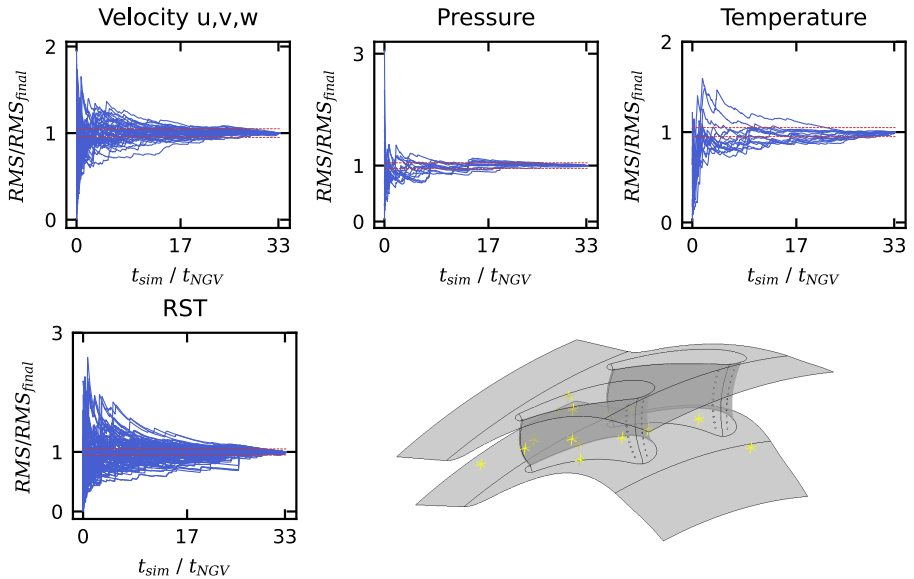 Velocity u,v,w
Pressure
Temperature
RMS/RMS_final
2
1
0
0
17
33
t_sim / t_NGV
RMS/RMS_final
3
1
0
0
17
33
t_sim / t_NGV
RMS/RMS_final
2
1
0
0
17
33
t_sim / t_NGV
RST
RMS/RMS_final
3
1
0
0
17
33
t_sim / t_NGV